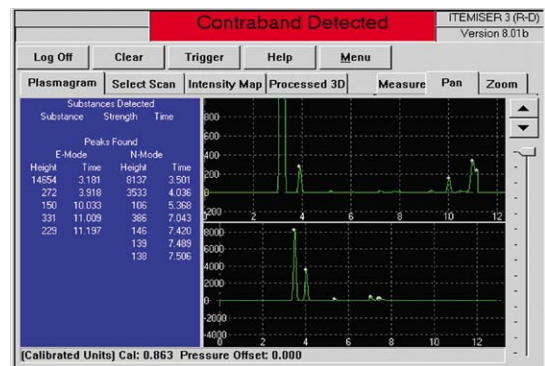 Contraband Detected
ITEMISER 3 (R-D)
Version 8.01b
Log Off Clear Trigger Help Menu
Plasmagram Select Scan Intensity Map Processed 3D Measure Pan Zoom
Substances Detected
Substance Strength Time
Peaks Found
E-Mode N-Mode
Height Time Height Time
14654 3.181 8137 3.501
272 3.918 3533 4.036
150 10.033 106 5.368
331 11.009 386 7.043
229 11.197 146 7.420
139 7.489
138 7.506
800
600
400
200
0
-200 2 4 6 8 10 12
8000
6000
4000
2000
0
-2000
-4000 2 4 6 8 10 12
[Calibrated Units] Cal: 0.863 Pressure Offset: 0.000